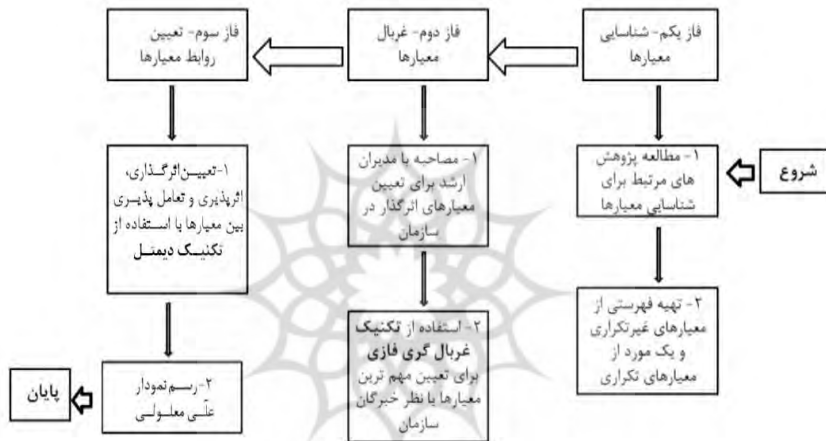 فاز یکم- شناسایی
معیارها
فاز دوم- غربال
معیارها
فاز سوم- تعیین
روابط معیارها
شروع
۱- مطالعه پژوهش
های مرتبط برای
شناسایی معیارها
۲- تهیه فهرستی از
معیارهای غیرتکراری
و یک مورد از
معیارهای تکراری
۱- مصاحبه با مدیران
ارشد برای تعیین
معیارهای اثرگذار در
سازمان
۲- استفاده از تکنیک
غربال گری فازی
برای تعیین مهم ترین
معیارها با نظر خبرگان
سازمان
۱-تعیین اثرگذاری،
اثرپذیری و تعامل پذیری
بین معیارها با استفاده از
تکنیک دیمتل
۲- رسم نمودار
علّی معلولی
پایان